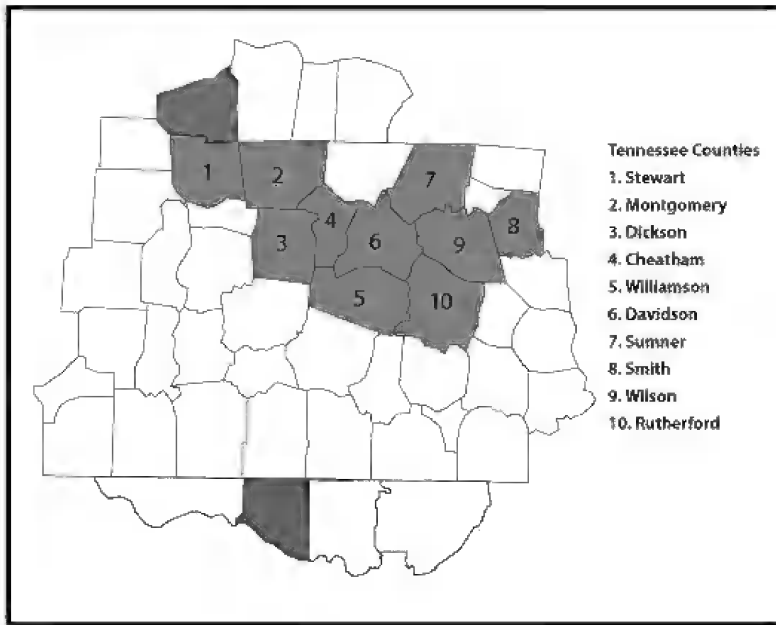 1
2
7
8
3
4
6
9
5
10
Tennessee Counties
1. Stewart
2. Montgomery
3. Dickson
4. Cheatham
5. Williamson
6. Davidson
7. Sumner
8. Smith
9. Wilson
10. Rutherford